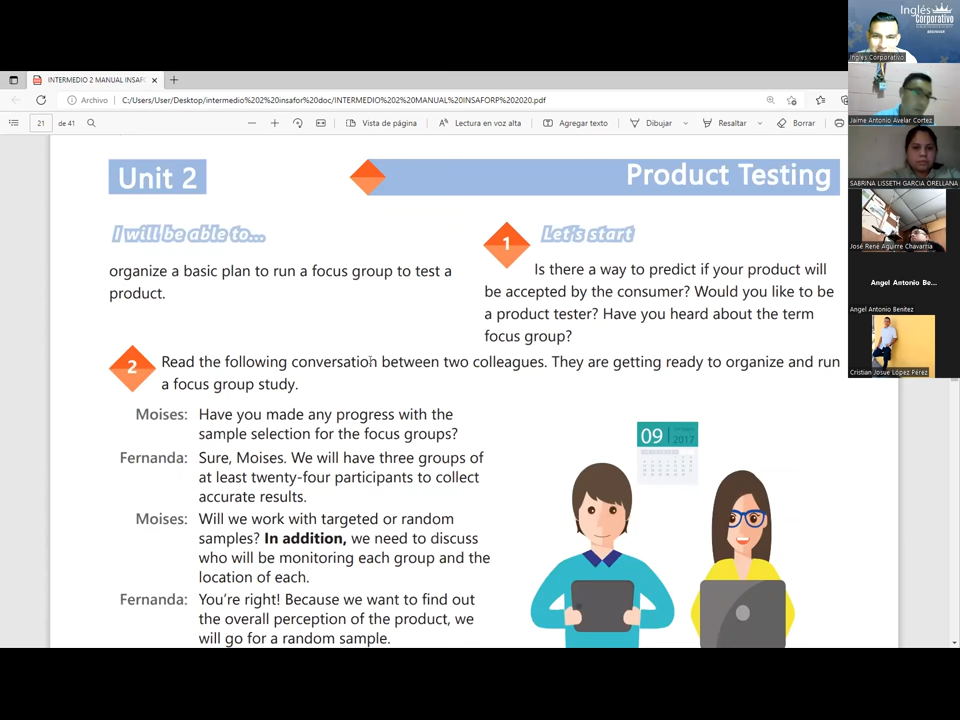 INTERMEDIO 2 MANUAL INSAFOR
Archivo
C:/Users/User/Desktop/intermedio%202%20insafor%20doc/INTERMEDIO%202%20MANUAL%20INSAFORP%202020.pdf
21
de 41
Vista de página
Lectura en voz alta
Agregar texto
Dibujar
Resaltar
Borrar
Unit 2
Product Testing
I will be able to...
organize a basic plan to run a focus group to test a
product.
1
Let's start
Is there a way to predict if your product will
be accepted by the consumer? Would you like to be
a product tester? Have you heard about the term
focus group?
2
Read the following conversation between two colleagues. They are getting ready to organize and run
a focus group study.
Moises: Have you made any progress with the
sample selection for the focus groups?
Fernanda: Sure, Moises. We will have three groups of
at least twenty-four participants to collect
accurate results.
Moises: Will we work with targeted or random
samples? In addition, we need to discuss
who will be monitoring each group and the
location of each.
Fernanda: You're right! Because we want to find out
the overall perception of the product, we
will go for a random sample.
09
2017
Inglés
Corporativo
Inglés Corporativo
Jaime Antonio Avelar Cortez
SABRINA LISSETH GARCIA ORELLANA
José René Aguirre Chavarria
Angel Antonio Be...
Angel Antonio Benitez
Cristian Josue López Pérez